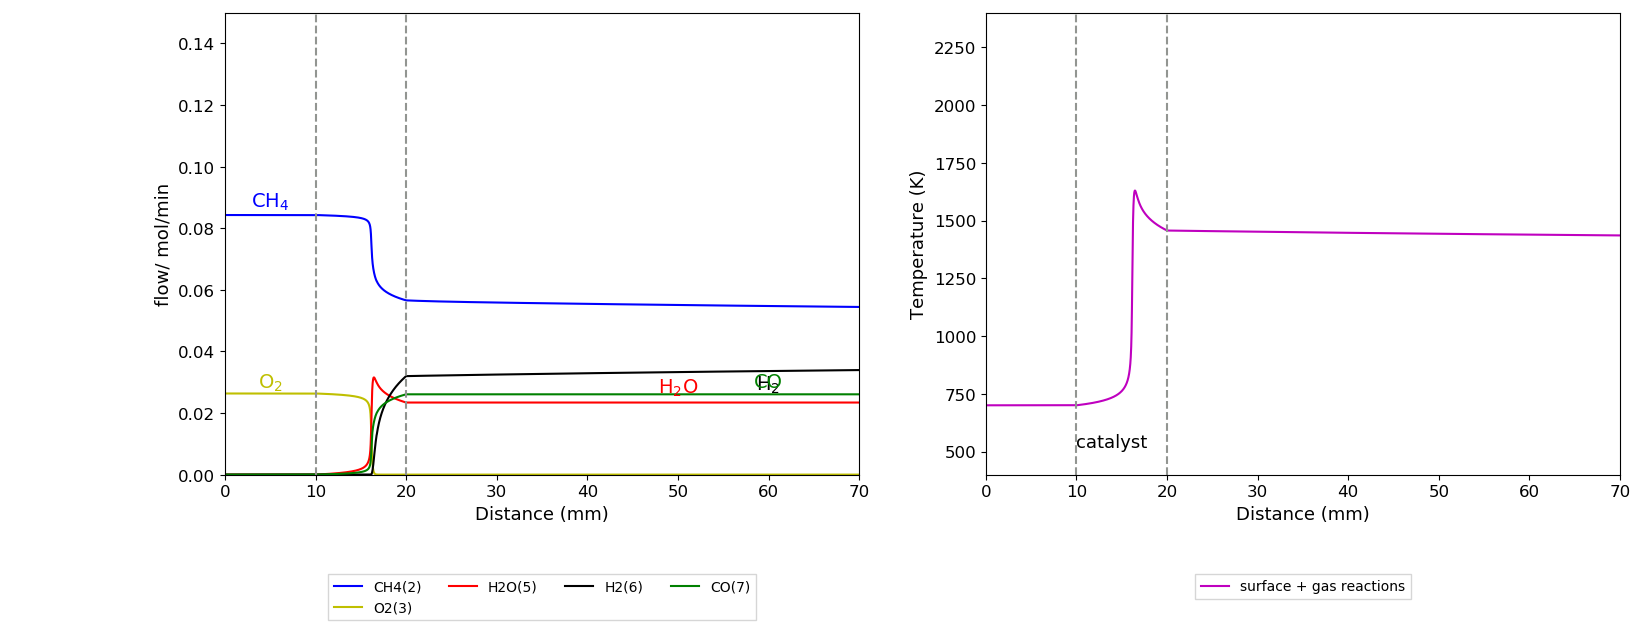 0.14
0.12
0.10
0.08
0.06
0.04
0.02
0.00
flow/ mol/min
CH₄
O₂
H₂O
CO
H₂
0 10 20 30 40 50 60 70
Distance (mm)
CH4(2) H2O(5) H2(6) CO(7)
O2(3)
2250
2000
1750
1500
1250
1000
750
500
Temperature (K)
catalyst
0 10 20 30 40 50 60 70
Distance (mm)
surface + gas reactions